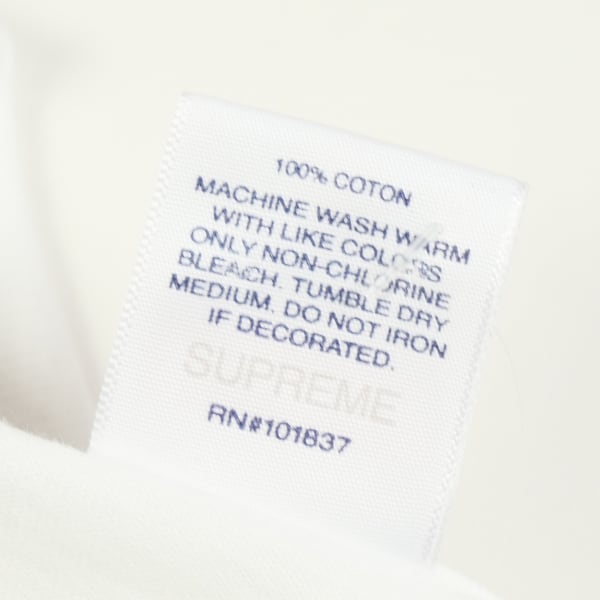 100% COTON
MACHINE WASH WARM
WITH LIKE COLORS
ONLY NON-CHLORINE
BLEACH. TUMBLE DRY
MEDIUM. DO NOT IRON
IF DECORATED.
SUPREME
RN#101837